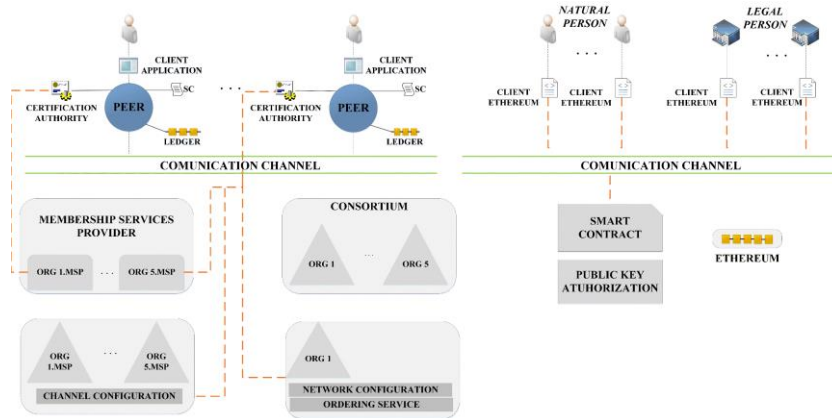 NATURAL
PERSON
LEGAL
PERSON
CLIENT
APPLICATION
CLIENT
APPLICATION
. . .
. . .
PEER
SC
. . .
PEER
SC
CERTIFICATION
AUTHORITY
CERTIFICATION
AUTHORITY
CLIENT
ETHEREUM
CLIENT
ETHEREUM
CLIENT
ETHEREUM
CLIENT
ETHEREUM
LEDGER
LEDGER
COMUNICATION CHANNEL
COMUNICATION CHANNEL
MEMBERSHIP SERVICES
PROVIDER
ORG 1.MSP
. . .
ORG 5.MSP
CONSORTIUM
ORG 1
...
ORG 5
SMART
CONTRACT
PUBLIC KEY
ATUHORIZATION
ETHEREUM
ORG
1.MSP
. . .
ORG
5.MSP
CHANNEL CONFIGURATION
ORG 1
NETWORK CONFIGURATION
ORDERING SERVICE